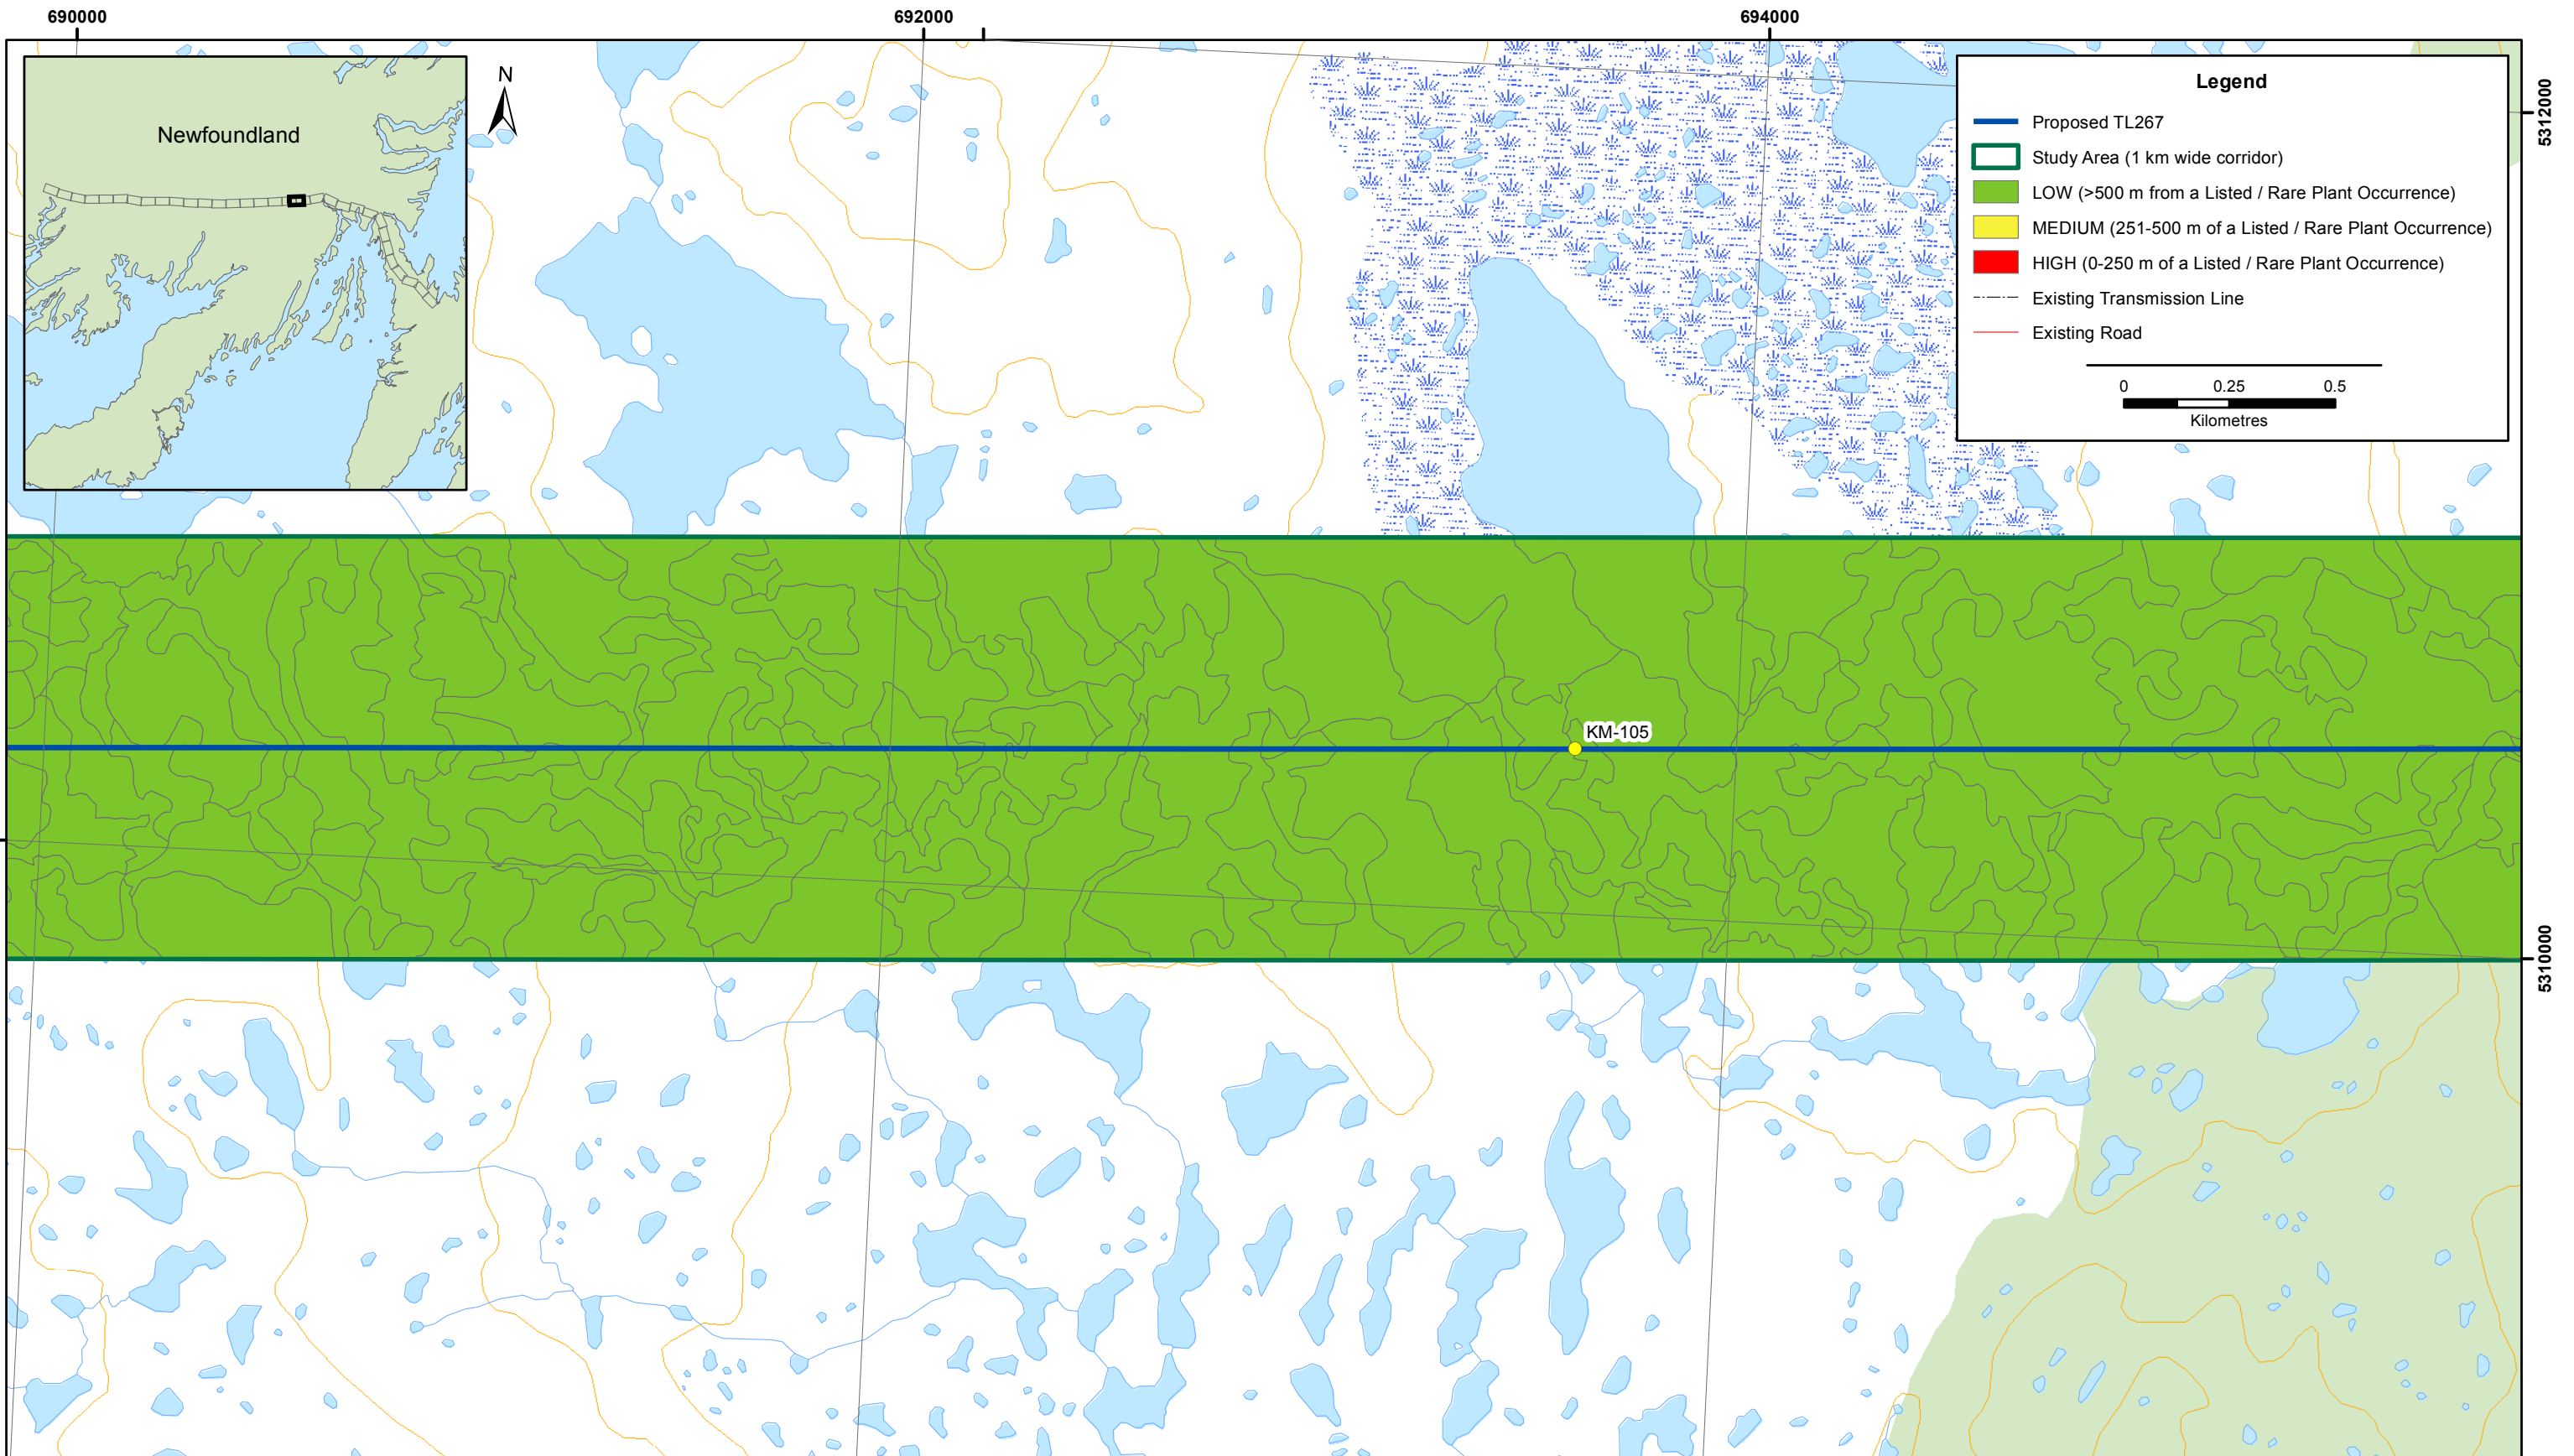 690000
692000
694000
Newfoundland
N
Legend
Proposed TL267
Study Area (1 km wide corridor)
LOW (>500 m from a Listed / Rare Plant Occurrence)
MEDIUM (251-500 m of a Listed / Rare Plant Occurrence)
HIGH (0-250 m of a Listed / Rare Plant Occurrence)
Existing Transmission Line
Existing Road
0 0.25 0.5
Kilometres
5312000
KM-105
5310000